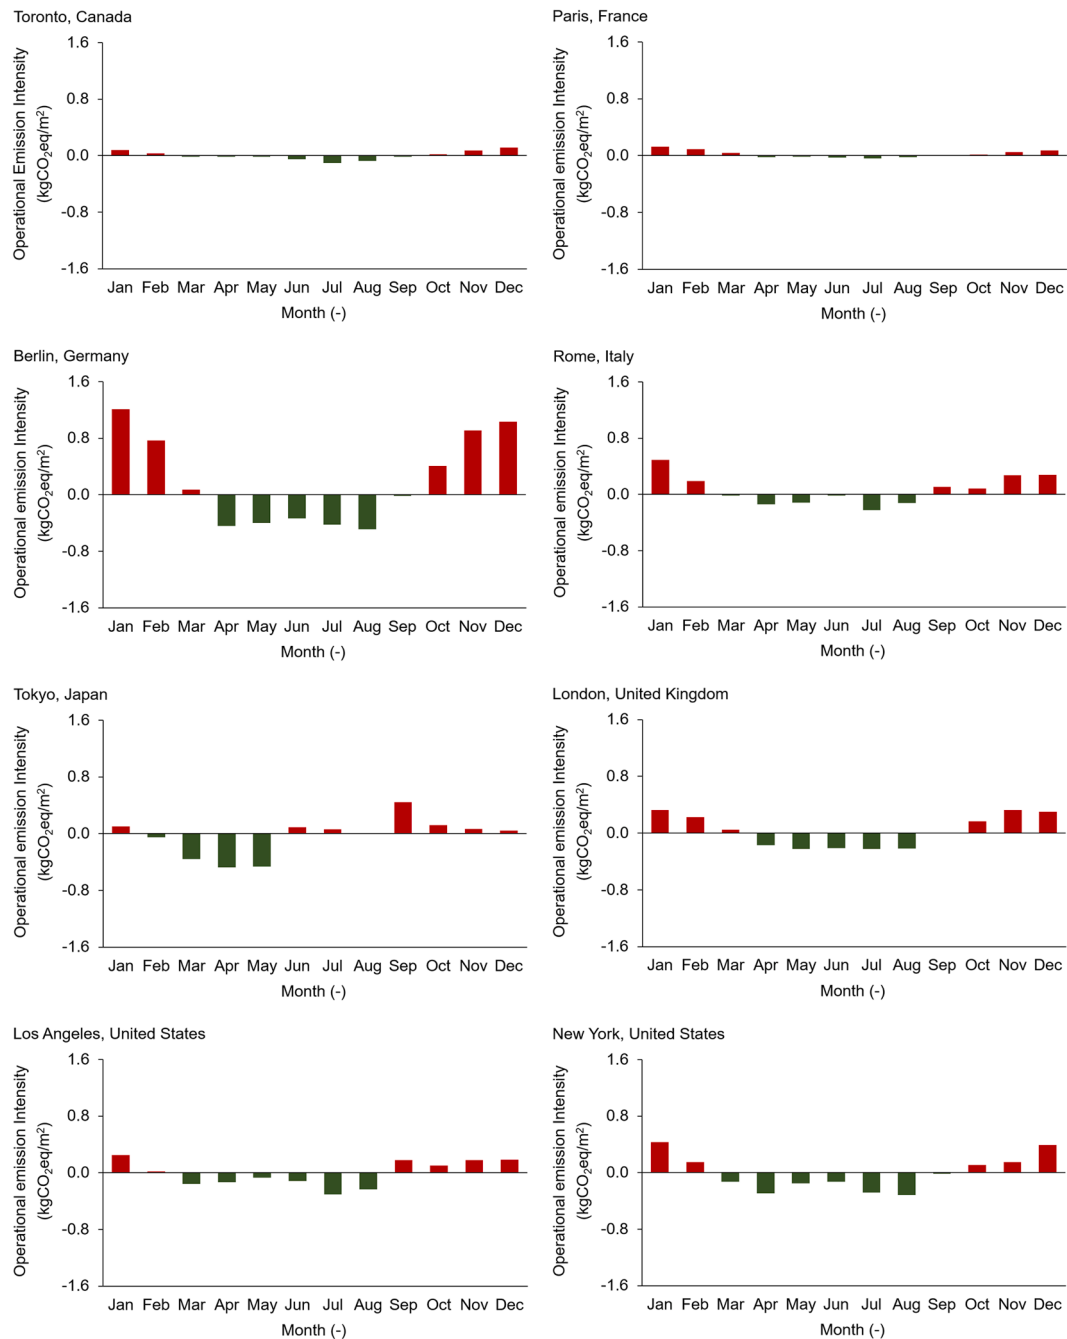 Toronto, Canada
Operational Emission Intensity
(kgCO₂eq/m²)
1.6
0.8
0.0
-0.8
-1.6
Jan Feb Mar Apr May Jun Jul Aug Sep Oct Nov Dec
Month (-)
Paris, France
Operational emission Intensity
(kgCO₂eq/m²)
1.6
0.8
0.0
-0.8
-1.6
Jan Feb Mar Apr May Jun Jul Aug Sep Oct Nov Dec
Month (-)
Berlin, Germany
Operational emission Intensity
(kgCO₂eq/m²)
1.6
0.8
0.0
-0.8
-1.6
Jan Feb Mar Apr May Jun Jul Aug Sep Oct Nov Dec
Month (-)
Rome, Italy
Operational emission Intensity
(kgCO₂eq/m²)
1.6
0.8
0.0
-0.8
-1.6
Jan Feb Mar Apr May Jun Jul Aug Sep Oct Nov Dec
Month (-)
Tokyo, Japan
Operational emission Intensity
(kgCO₂eq/m²)
1.6
0.8
0.0
-0.8
-1.6
Jan Feb Mar Apr May Jun Jul Aug Sep Oct Nov Dec
Month (-)
London, United Kingdom
Operational emission Intensity
(kgCO₂eq/m²)
1.6
0.8
0.0
-0.8
-1.6
Jan Feb Mar Apr May Jun Jul Aug Sep Oct Nov Dec
Month (-)
Los Angeles, United States
Operational emission Intensity
(kgCO₂eq/m²)
1.6
0.8
0.0
-0.8
-1.6
Jan Feb Mar Apr May Jun Jul Aug Sep Oct Nov Dec
Month (-)
New York, United States
Operational emission Intensity
(kgCO₂eq/m²)
1.6
0.8
0.0
-0.8
-1.6
Jan Feb Mar Apr May Jun Jul Aug Sep Oct Nov Dec
Month (-)